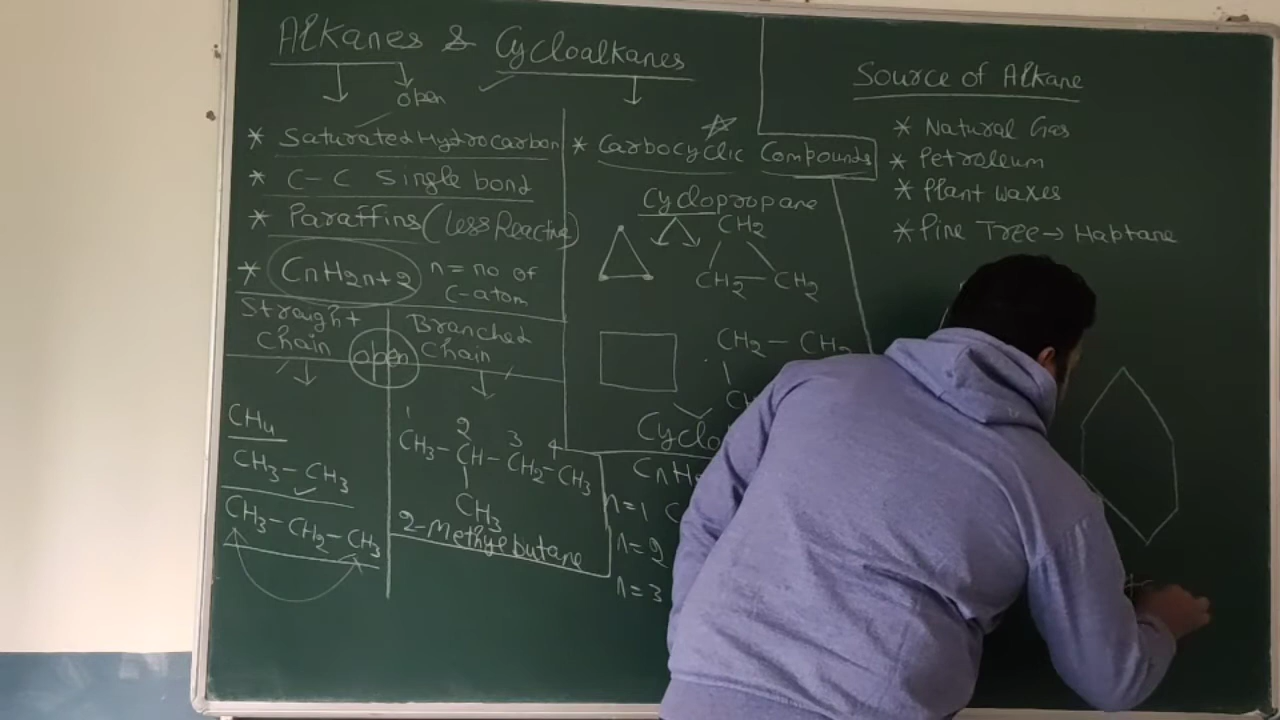 Alkanes & Cycloalkanes
open
* Saturated Hydrocarbon
* C-C Single bond
* Paraffins (less Reactive)
* CnH2n+2 n = no of
C-atom
Straight
Chain
open
Branched
Chain
CH4
CH3-CH3
CH3-CH2-CH3
1 2 3 4
CH3-CH-CH2-CH3
CH3
2-Methyebutane
* Carbocyclic Compounds
Cyclopropane
CH2
CH2-CH2
CH2-CH2
Cyclo
CnH
n=1 C
n=2
n=3
Source of Alkane
* Natural Gas
* Petroleum
* Plant waxes
* Pine Tree → Haptane